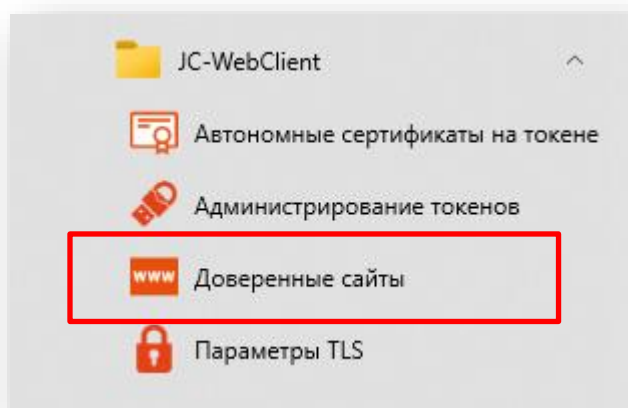 JC-WebClient
Автономные сертификаты на токене
Администрирование токенов
www Доверенные сайты
Параметры TLS